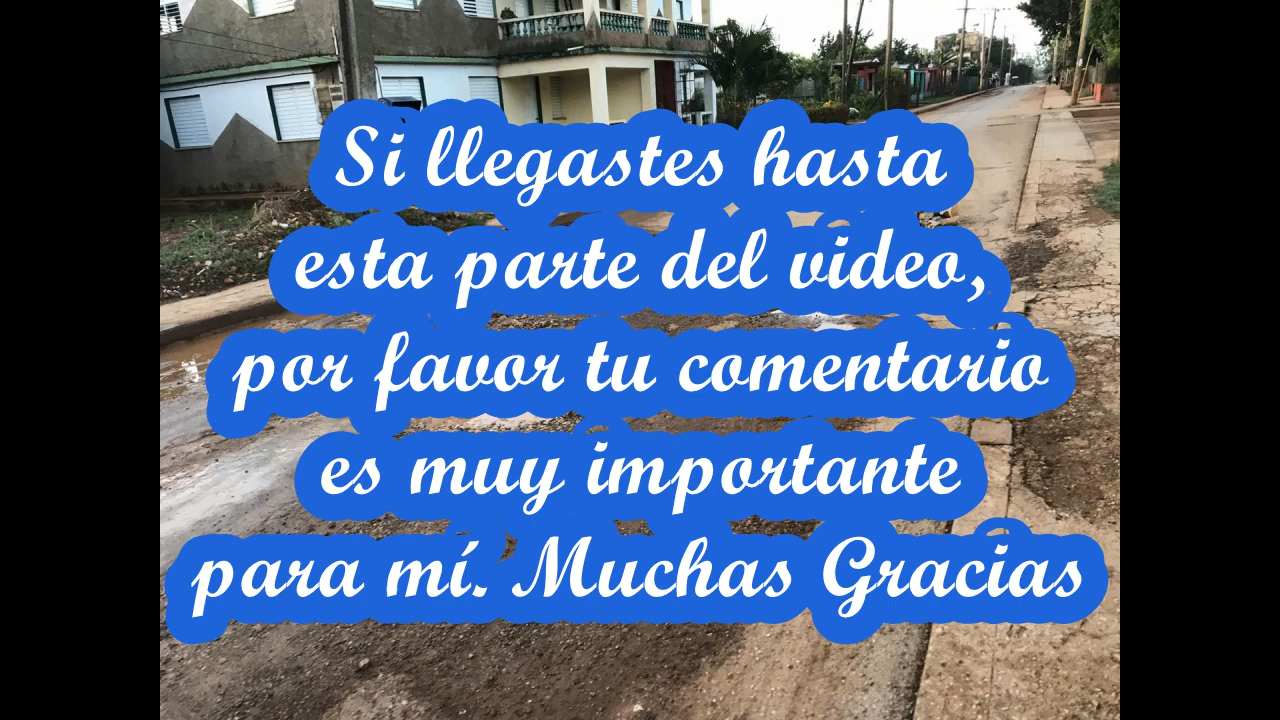 Si llegastes hasta
esta parte del video,
por favor tu comentario
es muy importante
para mí. Muchas Gracias